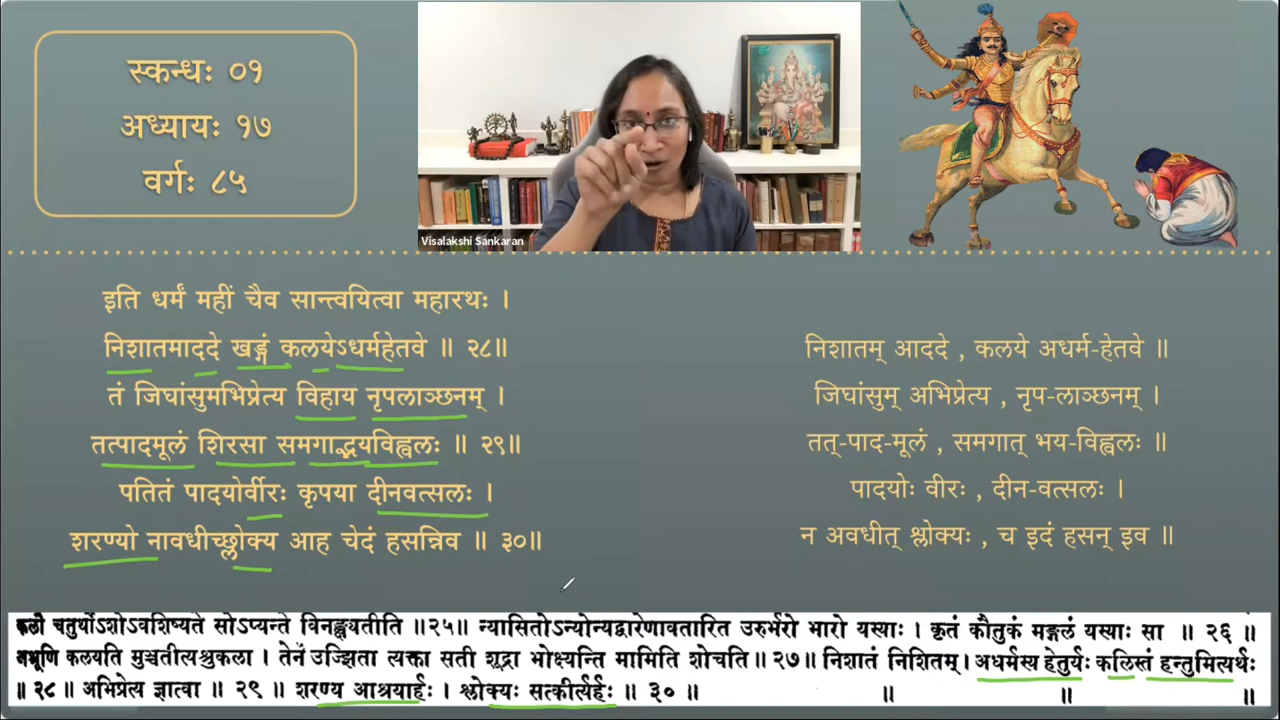 स्कन्धः ०१
अध्यायः १७
वर्गः ८५
Visalakshi Sankaran
इति धर्मं महीं चैव सान्त्वयित्वा महारथः ।
निशातमाददे खड्गं कलयेऽधर्महेतवे ॥ २८॥
तं जिघांसुमभिप्रेत्य विहाय नृपलाञ्छनम् ।
तत्पादमूलं शिरसा समगाद्भयविह्वलः ॥ २९॥
पतितं पादयोर्वीरः कृपया दीनवत्सलः ।
शरण्यो नावधीच्छ्लोक्य आह चेदं हसन्निव ॥ ३०॥
निशातम् आददे , कलये अधर्म-हेतवे ॥
जिघांसुम् अभिप्रेत्य , नृप-लाञ्छनम् ।
तत्-पाद-मूलं , समगात् भय-विह्वलः ॥
पादयोः वीरः , दीन-वत्सलः ।
न अवधीत् श्लोक्यः , च इदं हसन् इव ॥
कलौ चतुर्थोऽशोऽवशिष्यते सोऽप्यन्ते विनङ्क्ष्यतीति ॥२५॥ न्यासितोऽन्योन्यद्वारेणावतारित उरुर्भरो भारो यस्याः । कृतं कौतुकं मङ्गलं यस्याः सा ॥ २६ ॥
अश्रूणि कलयति मुञ्चतीत्यश्रुकला । तेन उज्झिता त्यक्ता सती शूद्रा भोक्ष्यन्ति मामिति शोचति॥ २७॥ निशातं निशितम्। अधर्मस्य हेतुर्यः कलिस्तं हन्तुमित्यर्थः
॥ २८ ॥ अभिप्रेत्य ज्ञात्वा ॥ २९ ॥ शरण्य आश्रयार्हः । श्लोक्यः सत्कीर्त्यर्हः ॥ ३० ॥ ॥ ॥ ॥